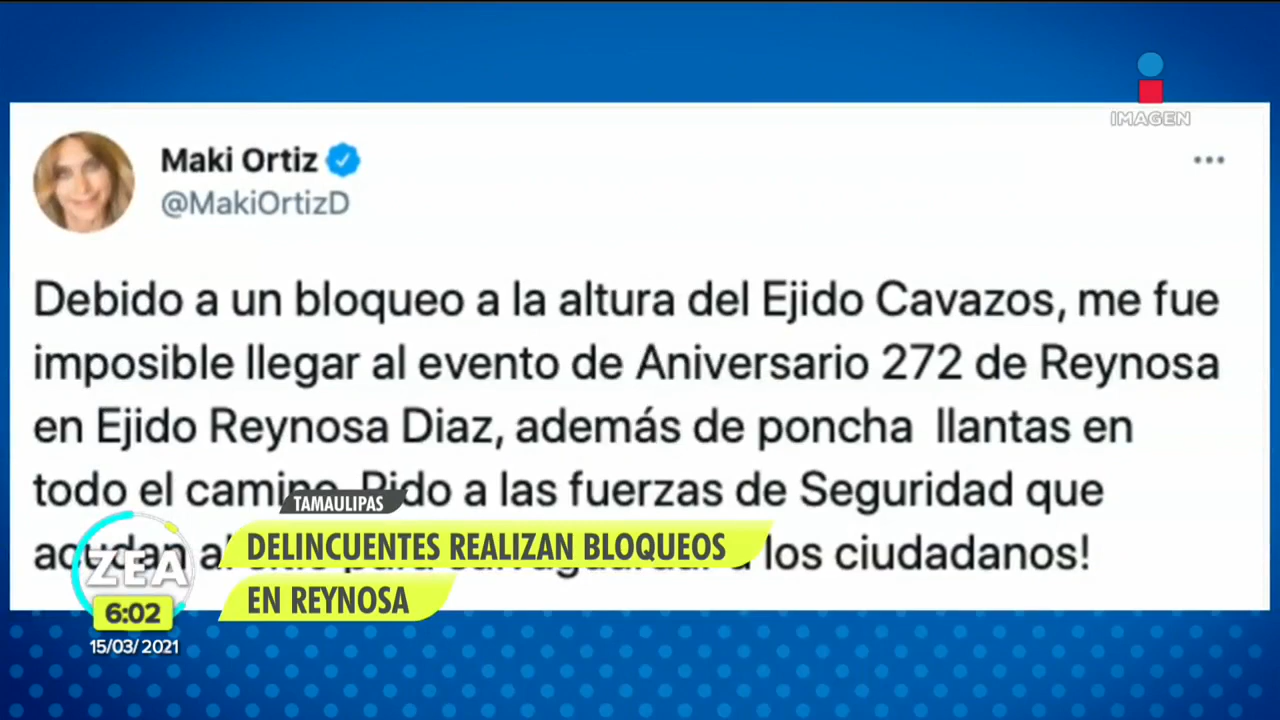 IMAGEN
Maki Ortiz
@MakiOrtizD
Debido a un bloqueo a la altura del Ejido Cavazos, me fue
imposible llegar al evento de Aniversario 272 de Reynosa
en Ejido Reynosa Diaz, además de poncha llantas en
todo el camino. Pido a las fuerzas de Seguridad que
acudan al los ciudadanos!
TAMAULIPAS
DELINCUENTES REALIZAN BLOQUEOS
EN REYNOSA
ZEA
6:02
15/03/2021